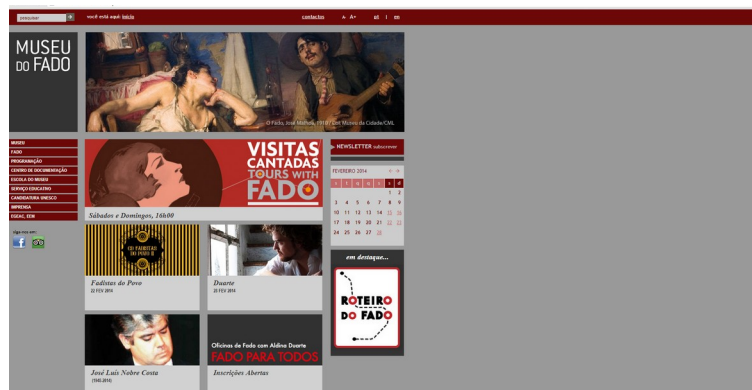 pesquisar
você está aqui: início
contactos
A- A+
pt | en
MUSEU
DO FADO
O Fado, José Malhoa, 1910 / col. Museu da Cidade/CML
MUSEU
FADO
PROGRAMAÇÃO
CENTRO DE DOCUMENTAÇÃO
ESCOLA DO MUSEU
SERVIÇO EDUCATIVO
CANDIDATURA UNESCO
IMPRENSA
EGEAC, EEM
siga-nos em:
VISITAS
CANTADAS
TOURS WITH
FADO
Sábados e Domingos, 16h00
Fadistas do Povo
22 FEV 2014
Duarte
José Luís Nobre Costa
Oficinas de Fado com Aldina Duarte
FADO PARA TODOS
Inscrições Abertas
NEWSLETTER subscrever
FEVEREIRO 2014
s t q q s s d
1 2
3 4 5 6 7 8 9
10 11 12 13 14 15 16
17 18 19 20 21 22 23
24 25 26 27 28
em destaque...
ROTEIRO
DO FADO